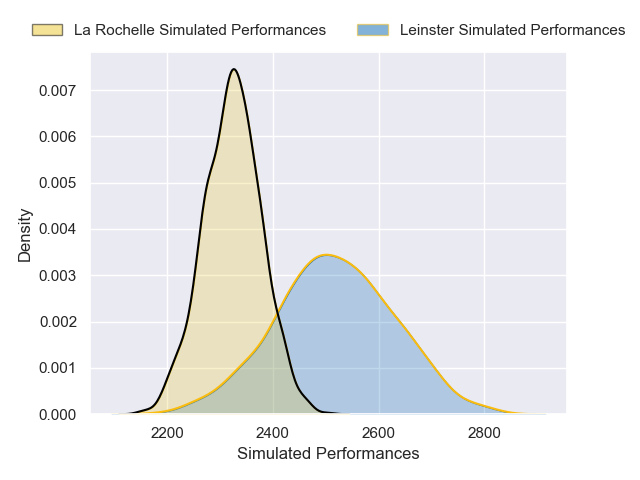 La Rochelle Simulated Performances Leinster Simulated Performances
0.007
0.006
0.005
0.004
0.003
0.002
0.001
0.000
Density
2200 2400 2600 2800
Simulated Performances